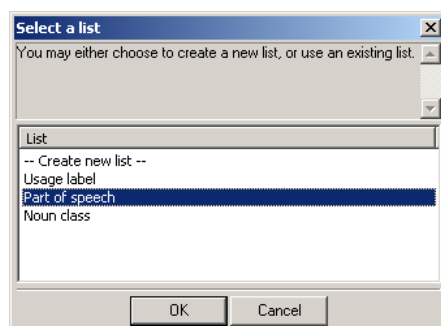 Select a list
You may either choose to create a new list, or use an existing list.
List
-- Create new list --
Usage label
Part of speech
Noun class
OK Cancel